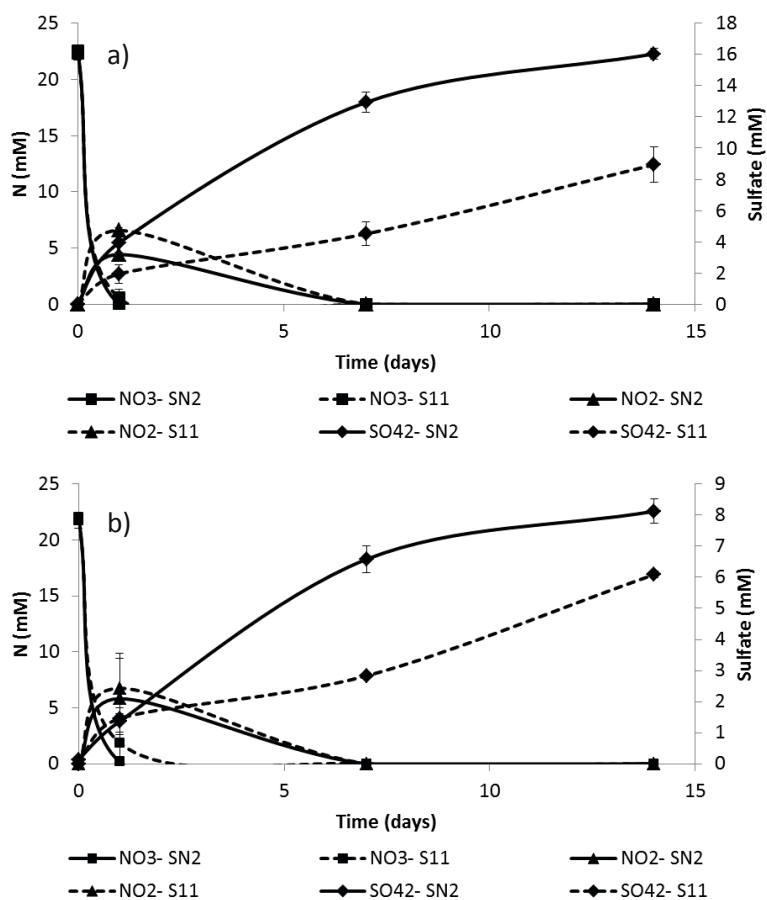 a)
25
20
15
10
5
0
N (mM)
18
16
14
12
10
8
6
4
2
0
Sulfate (mM)
0 5 10 15
Time (days)
NO3- SN2 NO3- S11 NO2- SN2
NO2- S11 SO42- SN2 SO42- S11
b)
25
20
15
10
5
0
N (mM)
9
8
7
6
5
4
3
2
1
0
Sulfate (mM)
0 5 10 15
Time (days)
NO3- SN2 NO3- S11 NO2- SN2
NO2- S11 SO42- SN2 SO42- S11